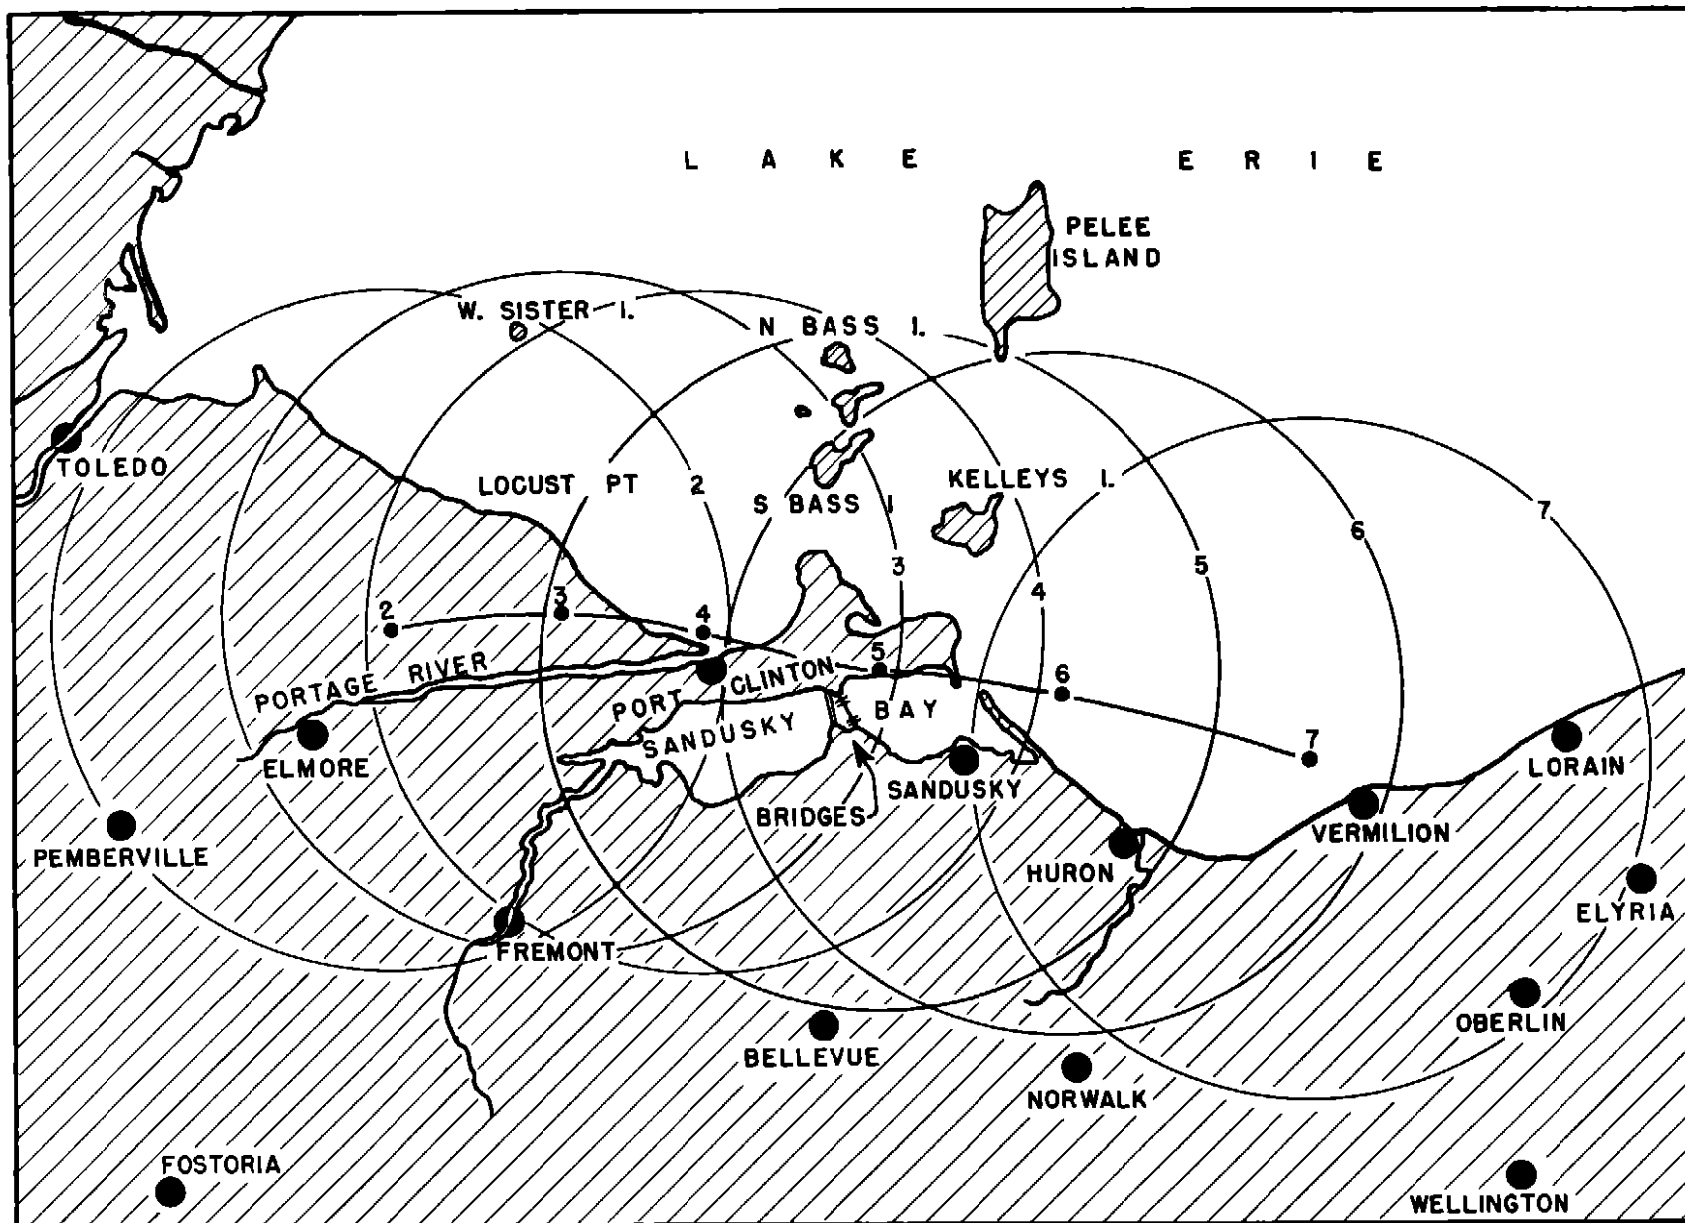 LAKE ERIE
PELEE
ISLAND
W. SISTER I.
N BASS I.
TOLEDO
LOCUST PT
2
S BASS I
KELLEYS I.
7
6
3
5
4
2
3
4
5
6
7
PORTAGE RIVER
PORT CLINTON
SANDUSKY BAY
ELMORE
SANDUSKY
BRIDGES
LORAIN
VERMILION
PEMBERVILLE
HURON
ELYRIA
FREMONT
OBERLIN
BELLEVUE
NORWALK
FOSTORIA
WELLINGTON